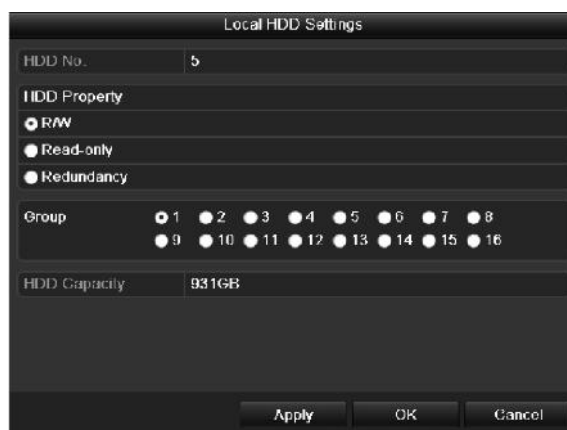 Local HDD Settings
HDD No. 5
HDD Property
R/W
Read-only
Redundancy
Group 1 2 3 4 5 6 7 8
9 10 11 12 13 14 15 16
HDD Capacity 931GB
Apply OK Cancel